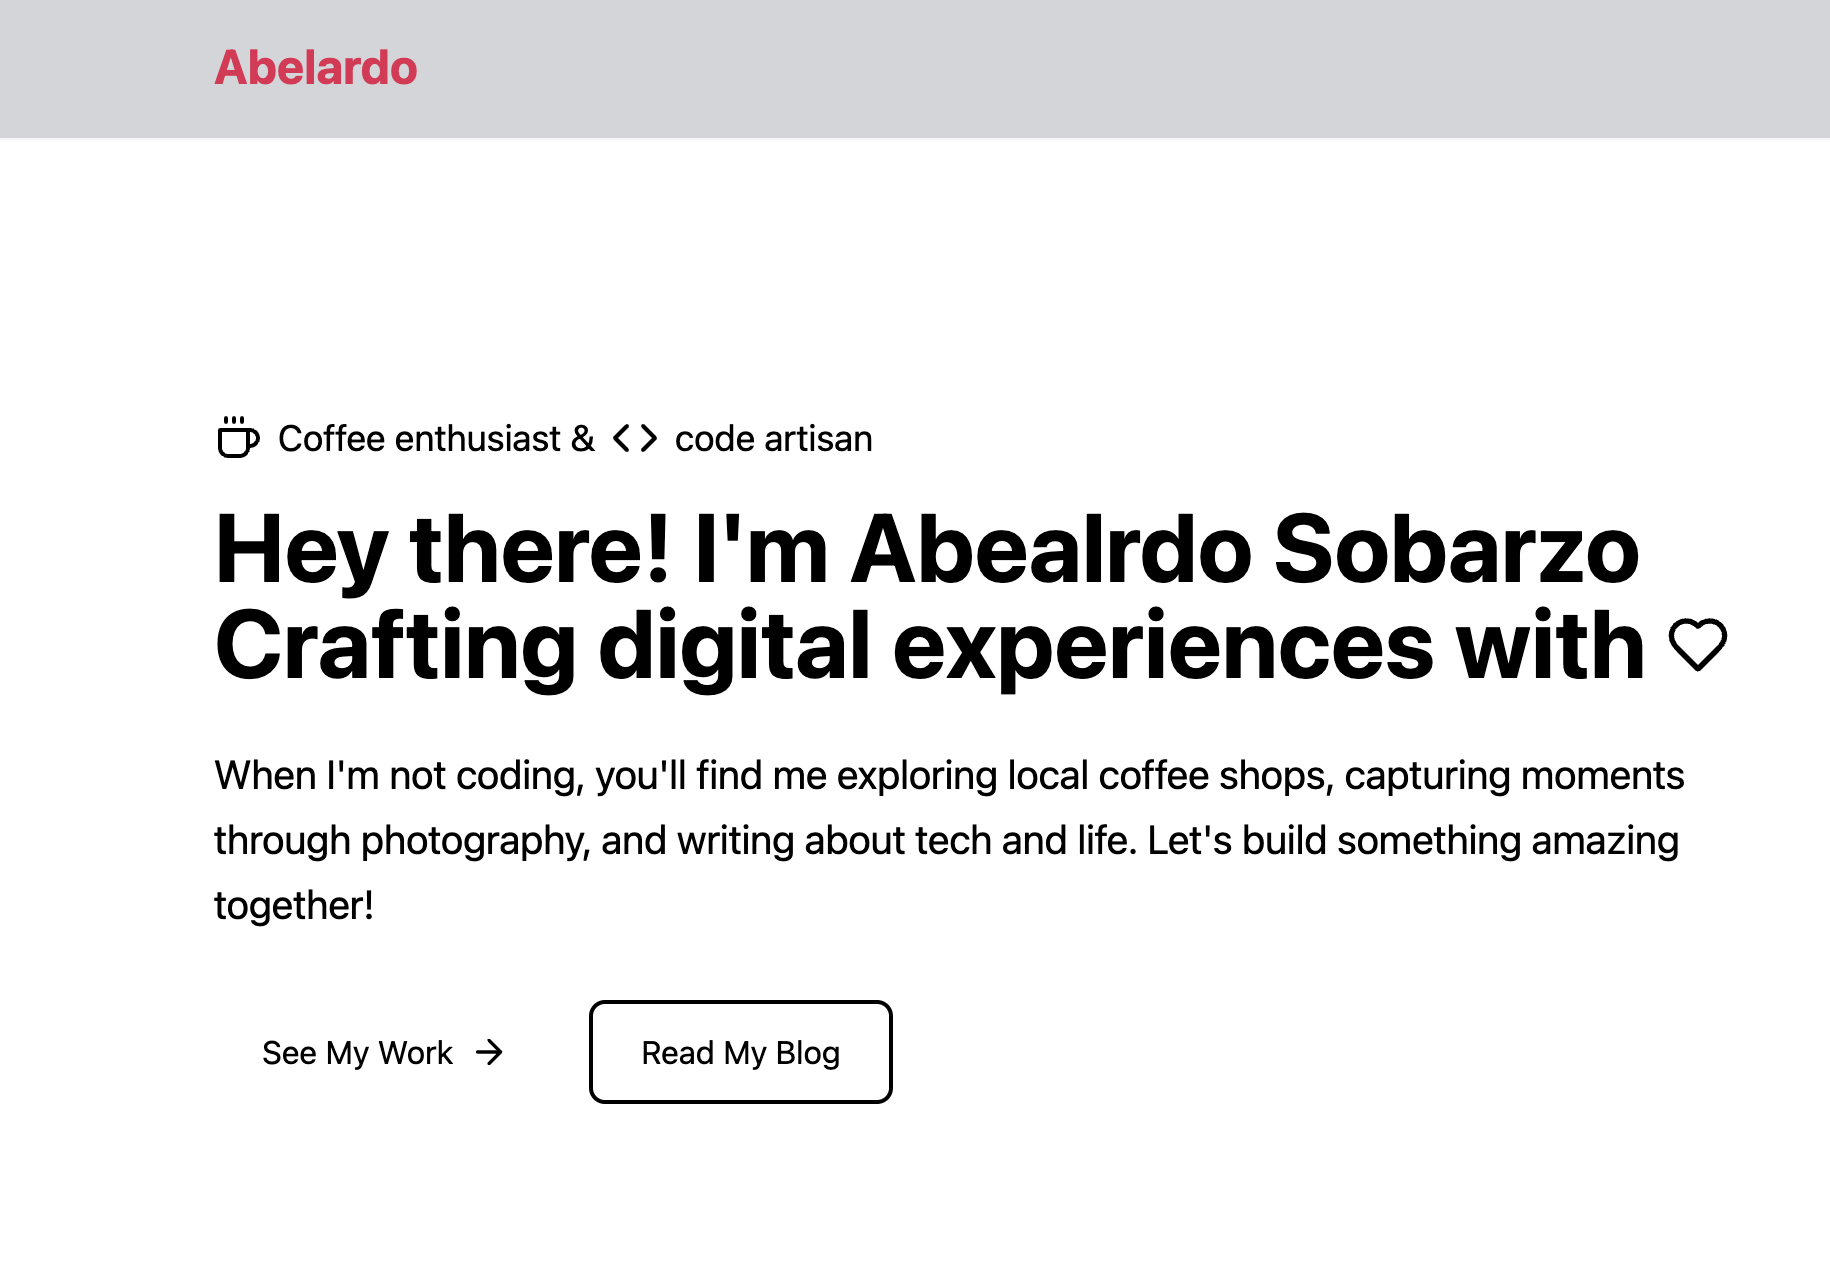 Abelardo
Coffee enthusiast & <> code artisan
Hey there! I'm Abealrdo Sobarzo
Crafting digital experiences with
When I'm not coding, you'll find me exploring local coffee shops, capturing moments
through photography, and writing about tech and life. Let's build something amazing
together!
See My Work →
Read My Blog